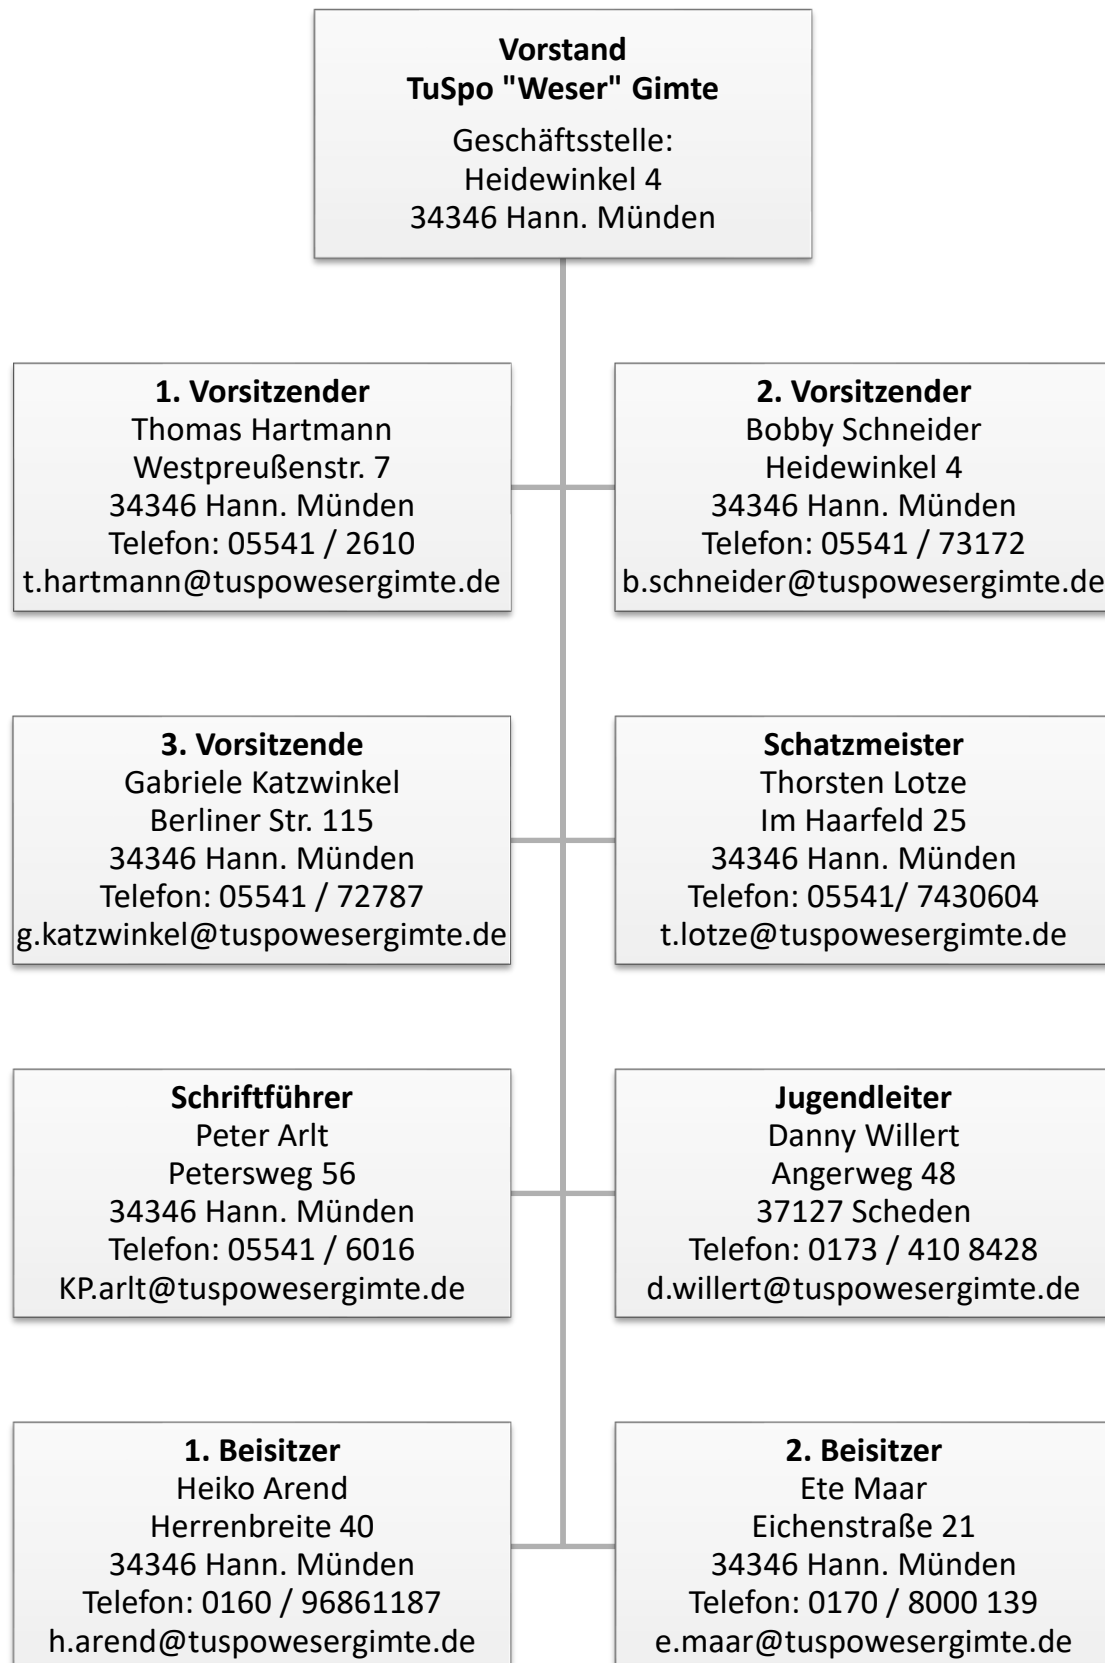 Vorstand
TuSpo "Weser" Gimte
Geschäftsstelle:
Heidewinkel 4
34346 Hann. Münden
1. Vorsitzender
Thomas Hartmann
Westpreußenstr. 7
34346 Hann. Münden
Telefon: 05541 / 2610
t.hartmann@tuspowesergimte.de
2. Vorsitzender
Bobby Schneider
Heidewinkel 4
34346 Hann. Münden
Telefon: 05541 / 73172
b.schneider@tuspowesergimte.de
3. Vorsitzende
Gabriele Katzwinkel
Berliner Str. 115
34346 Hann. Münden
Telefon: 05541 / 72787
g.katzwinkel@tuspowesergimte.de
Schatzmeister
Thorsten Lotze
Im Haarfeld 25
34346 Hann. Münden
Telefon: 05541/ 7430604
t.lotze@tuspowesergimte.de
Schriftführer
Peter Arlt
Petersweg 56
34346 Hann. Münden
Telefon: 05541 / 6016
KP.arlt@tuspowesergimte.de
Jugendleiter
Danny Willert
Angerweg 48
37127 Scheden
Telefon: 0173 / 410 8428
d.willert@tuspowesergimte.de
1. Beisitzer
Heiko Arend
Herrenbreite 40
34346 Hann. Münden
Telefon: 0160 / 96861187
h.arend@tuspowesergimte.de
2. Beisitzer
Ete Maar
Eichenstraße 21
34346 Hann. Münden
Telefon: 0170 / 8000 139
e.maar@tuspowesergimte.de